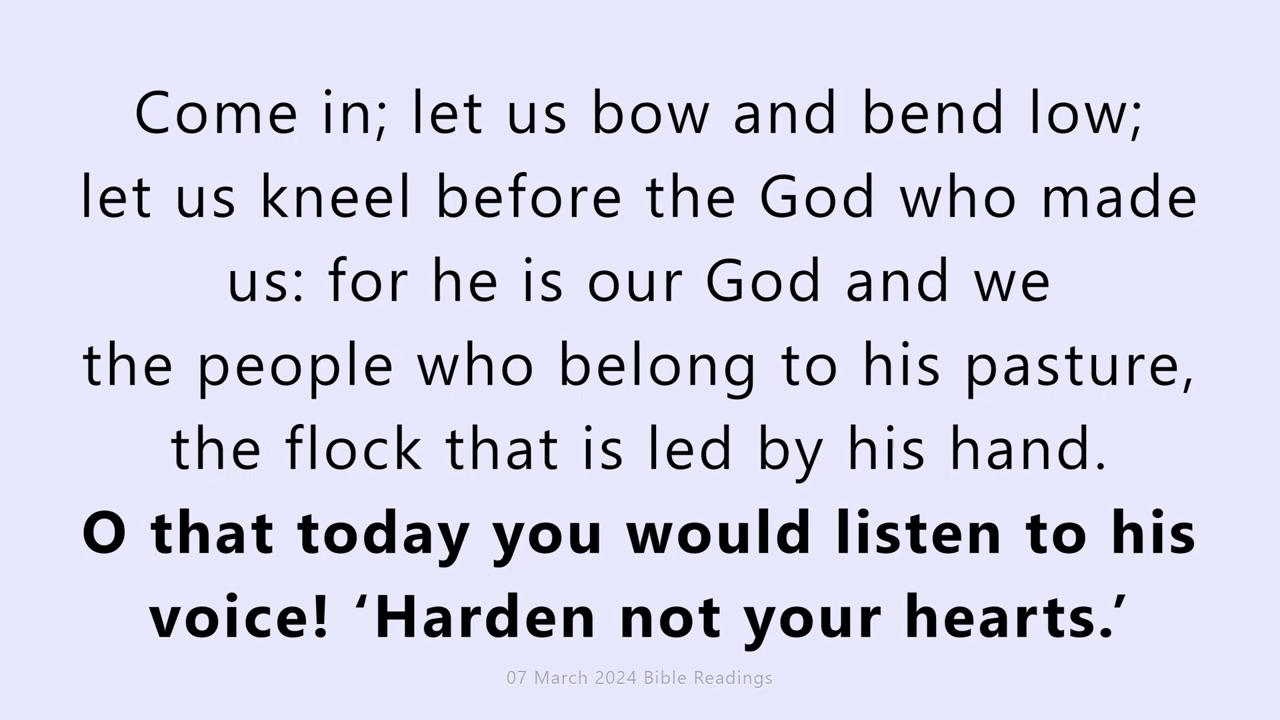 Come in; let us bow and bend low;
let us kneel before the God who made
us: for he is our God and we
the people who belong to his pasture,
the flock that is led by his hand.
O that today you would listen to his
voice! ‘Harden not your hearts.’
07 March 2024 Bible Readings